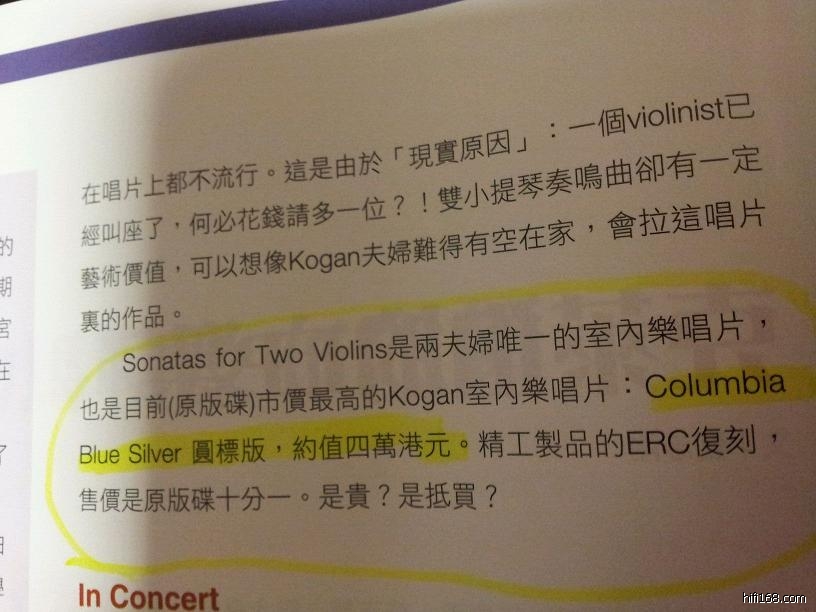 在唱片上都不流行。這是由於「現實原因」：一個violinist已
經叫座了，何必花錢請多一位？！雙小提琴奏鳴曲卻有一定
藝術價值，可以想像Kogan夫婦難得有空在家，會拉這唱片
裏的作品。
Sonatas for Two Violins是兩夫婦唯一的室內樂唱片，
也是目前(原版碟)市價最高的Kogan室內樂唱片：Columbia
Blue Silver 圓標版，約值四萬港元。精工製品的ERC復刻，
售價是原版碟十分一。是貴？是抵買？
In Concert
的
期
宮
在
了
hifi168.com